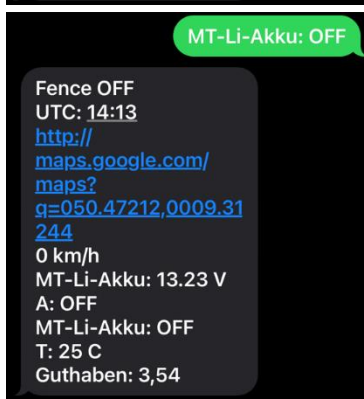 MT-Li-Akku: OFF
Fence OFF
UTC: 14:13
http://
maps.google.com/
maps?
q=050.47212,0009.31
244
0 km/h
MT-Li-Akku: 13.23 V
A: OFF
MT-Li-Akku: OFF
T: 25 C
Guthaben: 3,54